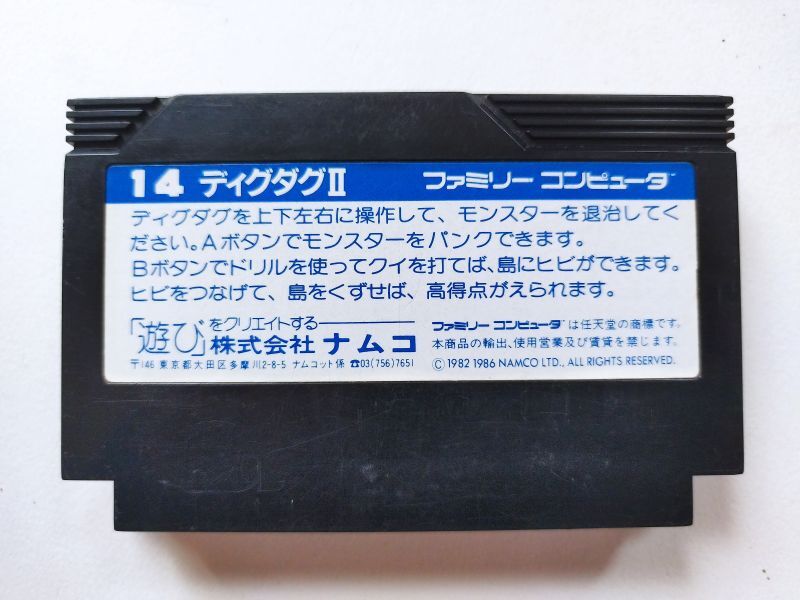 14 ディグダグII ファミリー コンピュータ™
ディグダグを上下左右に操作して、モンスターを退治してく
ださい。Aボタンでモンスターをパンクできます。
Bボタンでドリルを使ってクイを打てば、島にヒビができます。
ヒビをつなげて、島をくずせば、高得点がえられます。
「遊び」をクリエイトする
株式会社 ナムコ
〒146 東京都大田区多摩川2-8-5 ナムコット係 ☎03(756)7651
ファミリー コンピュータ™ は任天堂の商標です。
本商品の輸出、使用営業及び賃貸を禁じます。
Ⓒ 1982 1986 NAMCO LTD., ALL RIGHTS RESERVED.